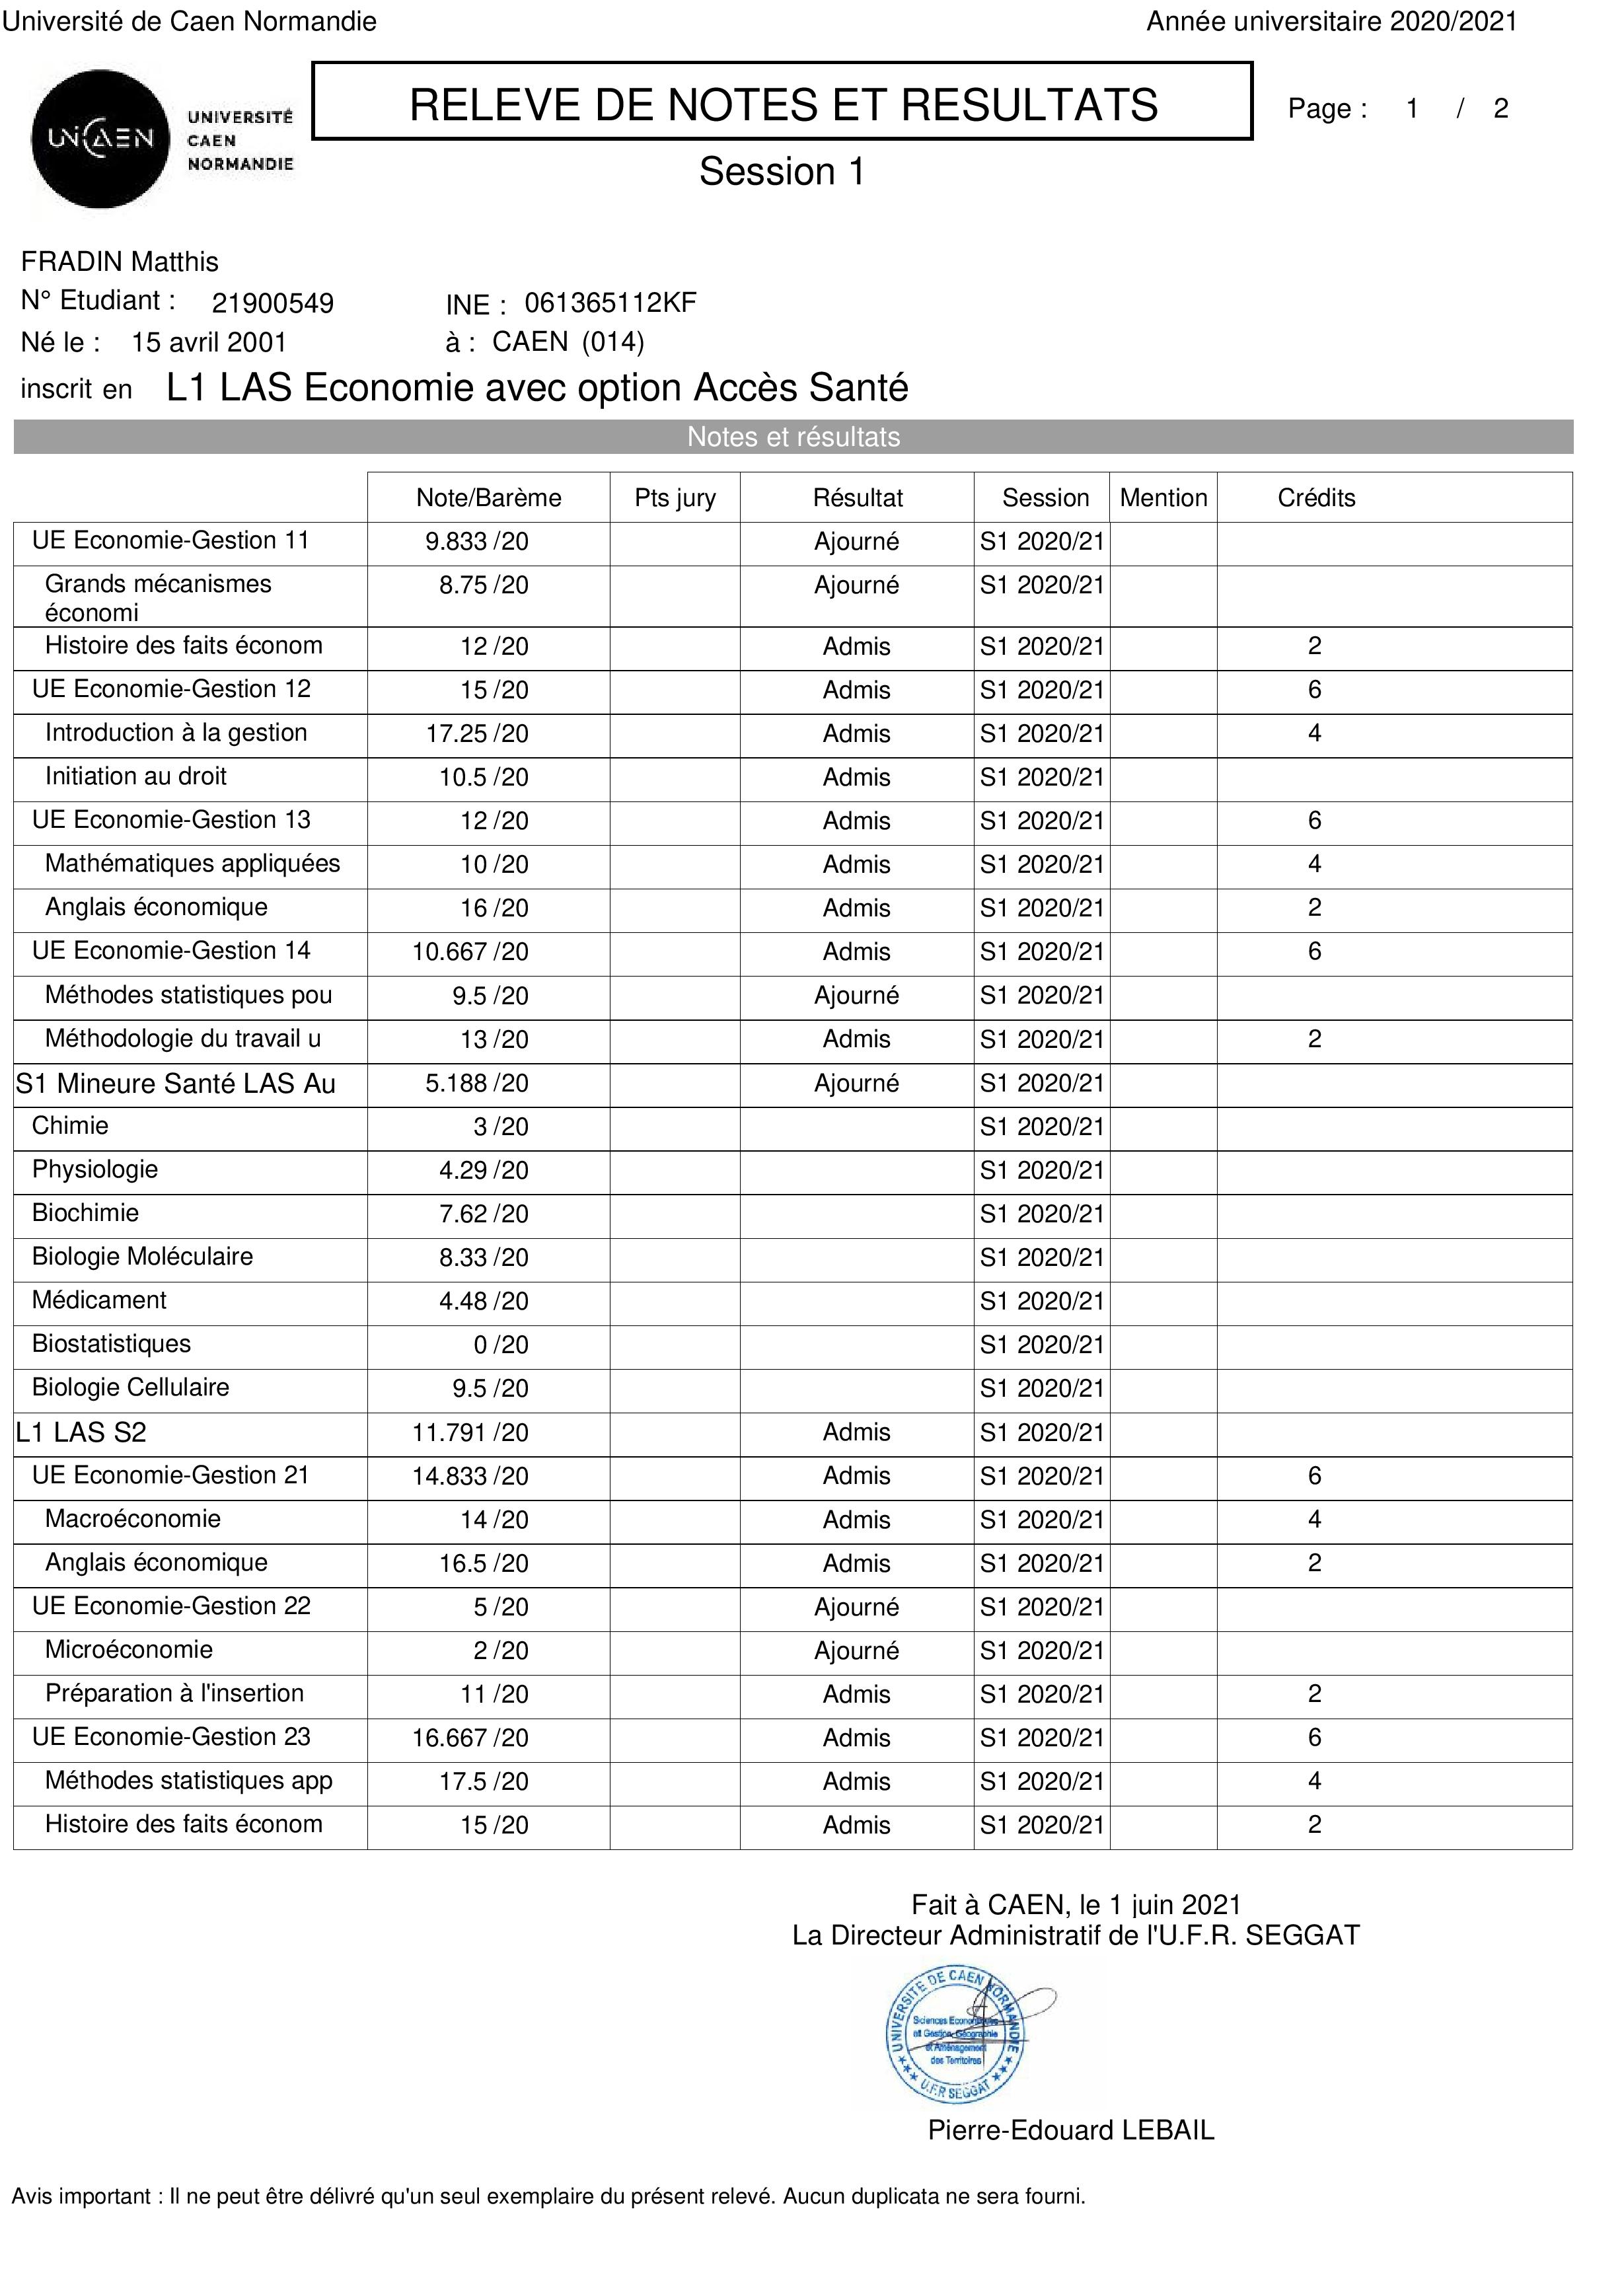 Université de Caen Normandie Année universitaire 2020/2021
UNICAEN
UNIVERSITÉ
CAEN
NORMANDIE
RELEVE DE NOTES ET RESULTATS
Page : 1 / 2
Session 1
FRADIN Matthis
N° Etudiant : 21900549 INE : 061365112KF
Né le : 15 avril 2001 à : CAEN (014)
inscrit en L1 LAS Economie avec option Accès Santé
Notes et résultats
Note/Barème Pts jury Résultat Session Mention Crédits
UE Economie-Gestion 11 9.833 /20 Ajourné S1 2020/21
Grands mécanismes 8.75 /20 Ajourné S1 2020/21
économi
Histoire des faits économ 12 /20 Admis S1 2020/21 2
UE Economie-Gestion 12 15 /20 Admis S1 2020/21 6
Introduction à la gestion 17.25 /20 Admis S1 2020/21 4
Initiation au droit 10.5 /20 Admis S1 2020/21
UE Economie-Gestion 13 12 /20 Admis S1 2020/21 6
Mathématiques appliquées 10 /20 Admis S1 2020/21 4
Anglais économique 16 /20 Admis S1 2020/21 2
UE Economie-Gestion 14 10.667 /20 Admis S1 2020/21 6
Méthodes statistiques pou 9.5 /20 Ajourné S1 2020/21
Méthodologie du travail u 13 /20 Admis S1 2020/21 2
S1 Mineure Santé LAS Au 5.188 /20 Ajourné S1 2020/21
Chimie 3 /20 S1 2020/21
Physiologie 4.29 /20 S1 2020/21
Biochimie 7.62 /20 S1 2020/21
Biologie Moléculaire 8.33 /20 S1 2020/21
Médicament 4.48 /20 S1 2020/21
Biostatistiques 0 /20 S1 2020/21
Biologie Cellulaire 9.5 /20 S1 2020/21
L1 LAS S2 11.791 /20 Admis S1 2020/21
UE Economie-Gestion 21 14.833 /20 Admis S1 2020/21 6
Macroéconomie 14 /20 Admis S1 2020/21 4
Anglais économique 16.5 /20 Admis S1 2020/21 2
UE Economie-Gestion 22 5 /20 Ajourné S1 2020/21
Microéconomie 2 /20 Ajourné S1 2020/21
Préparation à l'insertion 11 /20 Admis S1 2020/21 2
UE Economie-Gestion 23 16.667 /20 Admis S1 2020/21 6
Méthodes statistiques app 17.5 /20 Admis S1 2020/21 4
Histoire des faits économ 15 /20 Admis S1 2020/21 2
Fait à CAEN, le 1 juin 2021
La Directeur Administratif de l'U.F.R. SEGGAT
UNIVERSITE DE CAEN NORMANDIE
Sciences Economiques
et Gestion, Géographie
et Aménagement
des Territoires
U.F.R SEGGAT
Pierre-Edouard LEBAIL
Avis important : Il ne peut être délivré qu'un seul exemplaire du présent relevé. Aucun duplicata ne sera fourni.